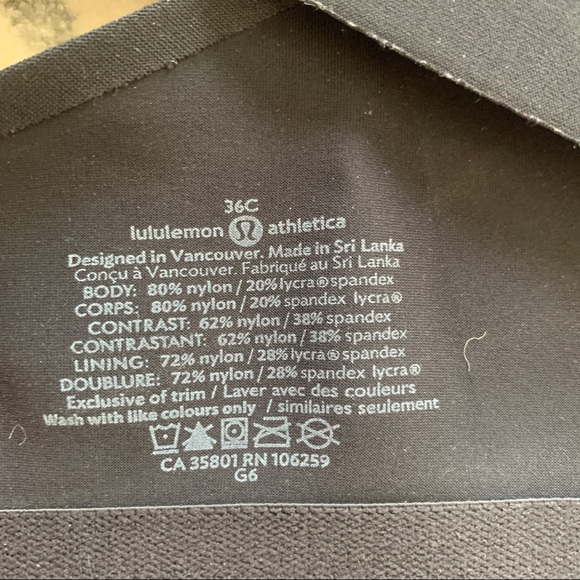 36C
lululemon athletica
Designed in Vancouver. Made in Sri Lanka
Conçu à Vancouver. Fabriqué au Sri Lanka
BODY: 80% nylon / 20% lycra® spandex
CORPS: 80% nylon / 20% spandex lycra®
CONTRAST: 62% nylon / 38% spandex
CONTRASTANT: 62% nylon / 38% spandex
LINING: 72% nylon / 28% lycra® spandex
DOUBLURE: 72% nylon / 28% spandex lycra®
Exclusive of trim / Laver avec des couleurs
Wash with like colours only / similaires seulement
CA 35801 RN 106259
G6